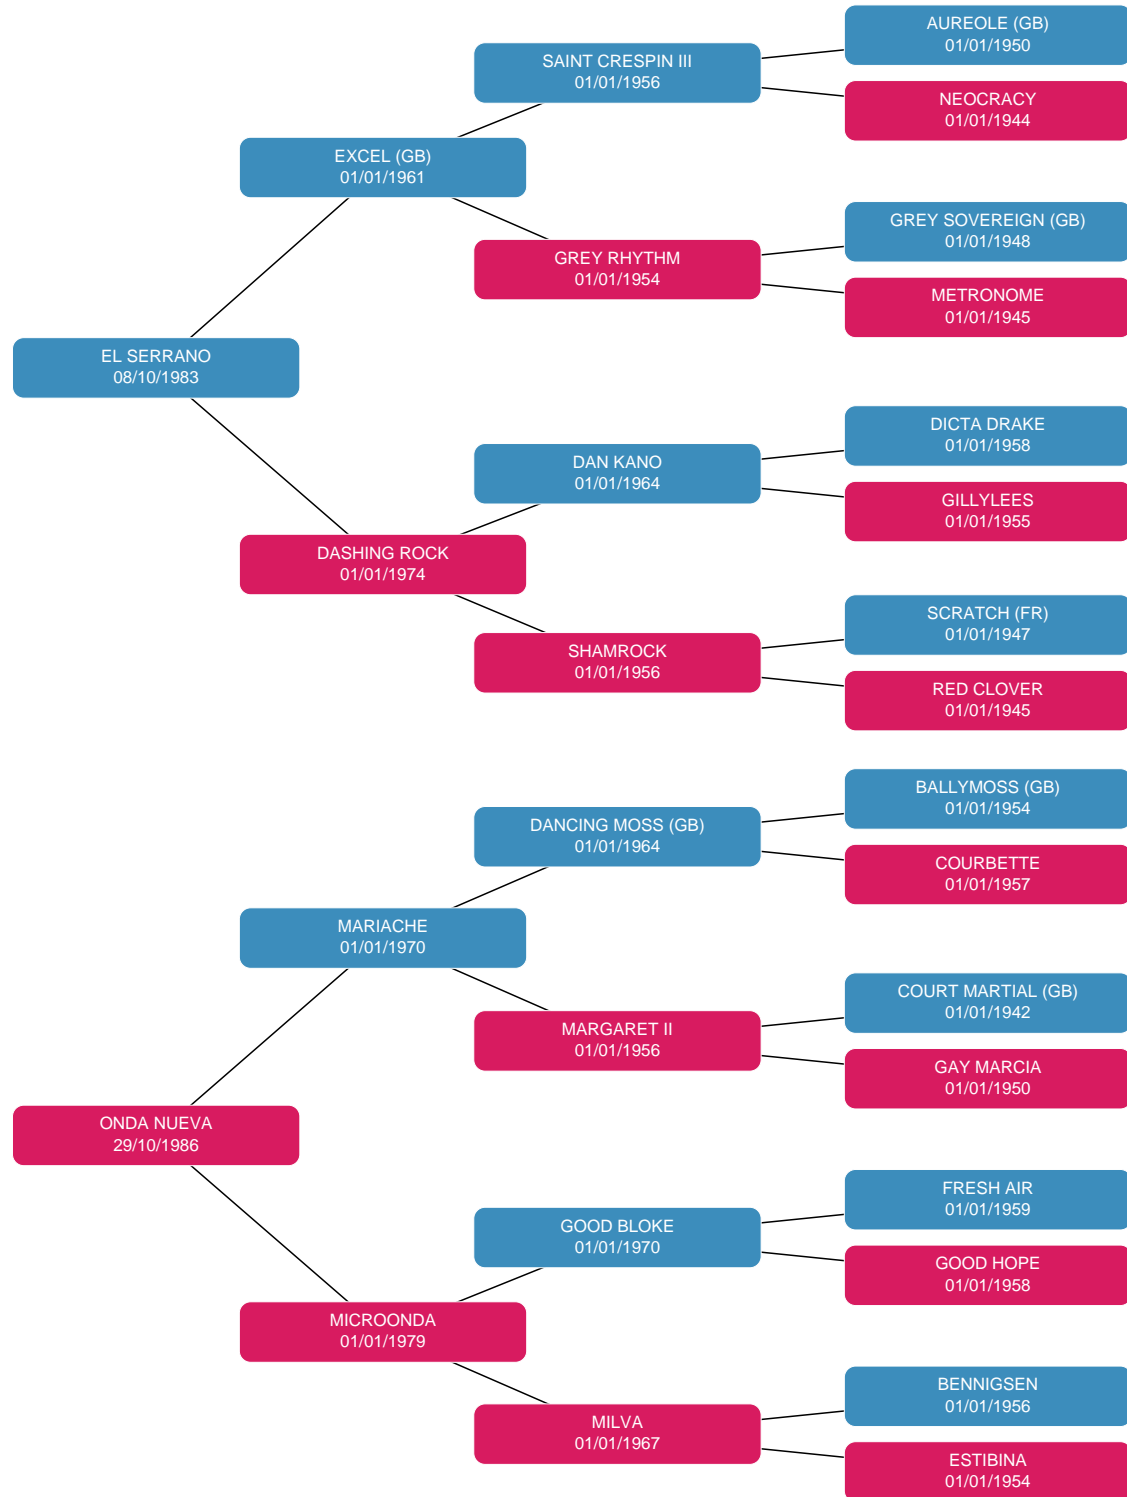 AUREOLE (GB)
01/01/1950
SAINT CRESPIN III
01/01/1956
NEOCRACY
01/01/1944
EXCEL (GB)
01/01/1961
GREY SOVEREIGN (GB)
01/01/1948
GREY RHYTHM
01/01/1954
METRONOME
01/01/1945
EL SERRANO
08/10/1983
DICTA DRAKE
01/01/1958
DAN KANO
01/01/1964
GILLYLEES
01/01/1955
DASHING ROCK
01/01/1974
SCRATCH (FR)
01/01/1947
SHAMROCK
01/01/1956
RED CLOVER
01/01/1945
BALLYMOSS (GB)
01/01/1954
DANCING MOSS (GB)
01/01/1964
COURBETTE
01/01/1957
MARIACHE
01/01/1970
COURT MARTIAL (GB)
01/01/1942
MARGARET II
01/01/1956
GAY MARCIA
01/01/1950
ONDA NUEVA
29/10/1986
FRESH AIR
01/01/1959
GOOD BLOKE
01/01/1970
GOOD HOPE
01/01/1958
MICROONDA
01/01/1979
BENNIGSEN
01/01/1956
MILVA
01/01/1967
ESTIBINA
01/01/1954